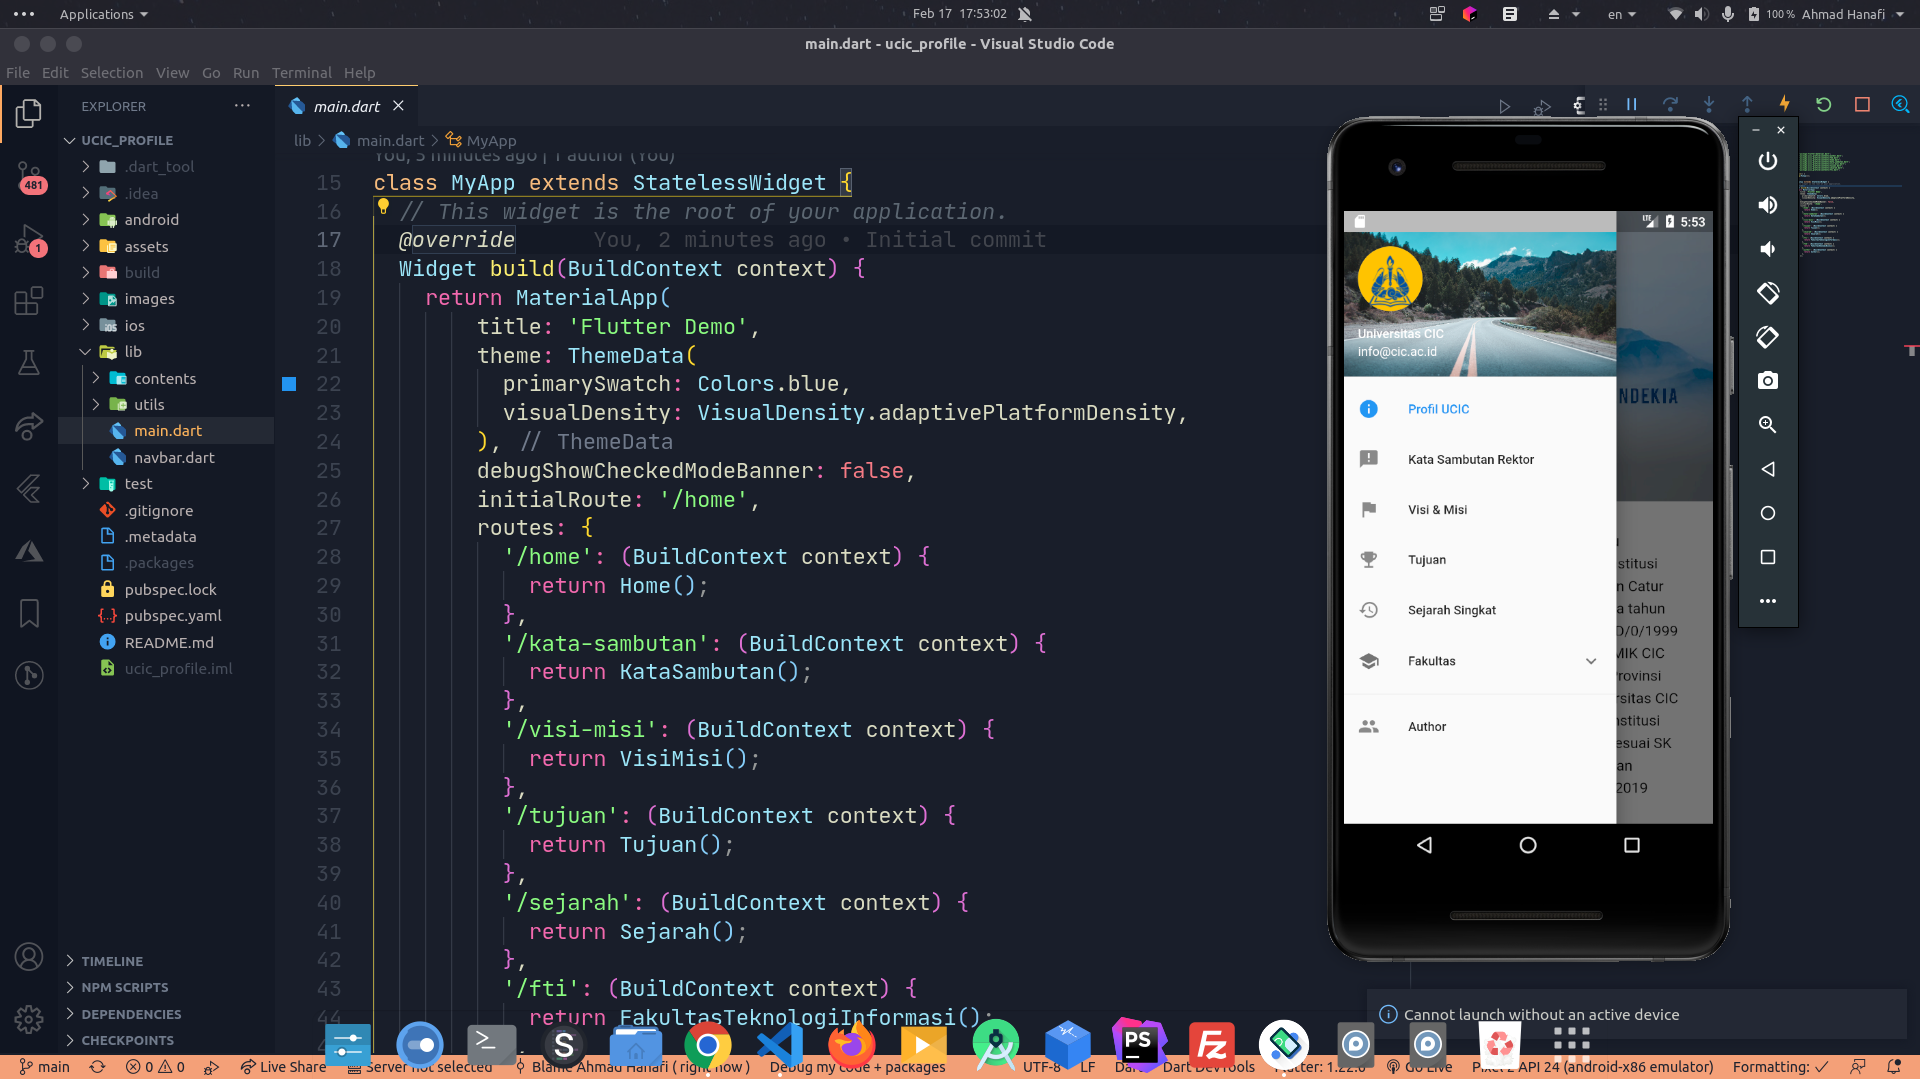 Applications
Feb 17 17:53:02
en
100 %
Ahmad Hanafi
main.dart - ucic_profile - Visual Studio Code
File Edit Selection View Go Run Terminal Help
EXPLORER
main.dart
UCIC_PROFILE
.dart_tool
.idea
android
assets
build
images
ios
lib
contents
utils
main.dart
navbar.dart
test
.gitignore
.metadata
.packages
pubspec.lock
pubspec.yaml
README.md
ucic_profile.iml
TIMELINE
NPM SCRIPTS
DEPENDENCIES
CHECKPOINTS
481
1
lib > main.dart > MyApp
You, 3 minutes ago | 1 author (You)
15 class MyApp extends StatelessWidget {
16 // This widget is the root of your application.
17 @override You, 2 minutes ago • Initial commit
18 Widget build(BuildContext context) {
19 return MaterialApp(
20 title: 'Flutter Demo',
21 theme: ThemeData(
22 primarySwatch: Colors.blue,
23 visualDensity: VisualDensity.adaptivePlatformDensity,
24 ), // ThemeData
25 debugShowCheckedModeBanner: false,
26 initialRoute: '/home',
27 routes: {
28 '/home': (BuildContext context) {
29 return Home();
30 },
31 '/kata-sambutan': (BuildContext context) {
32 return KataSambutan();
33 },
34 '/visi-misi': (BuildContext context) {
35 return VisiMisi();
36 },
37 '/tujuan': (BuildContext context) {
38 return Tujuan();
39 },
40 '/sejarah': (BuildContext context) {
41 return Sejarah();
42 },
43 '/fti': (BuildContext context) {
44 return FakultasTeknologiInformasi();
LTE 5:53
Universitas CIC
info@cic.ac.id
Profil UCIC
Kata Sambutan Rektor
Visi & Misi
Tujuan
Sejarah Singkat
Fakultas
Author
NDEKIA
stitusi
n Catur
a tahun
D/0/1999
MIK CIC
rovinsi
rsitas CIC
nstitusi
esuai SK
an
2019
Cannot launch without an active device
S
PS
FZ
main
0 0
Live Share
Server not selected
Blame Ahmad Hanafi ( right now )
Debug my code + packages
UTF-8
LF
Dart
Dart DevTools
Flutter: 1.22.6
Go Live
Pixel 2 API 24 (android-x86 emulator)
Formatting: ✓